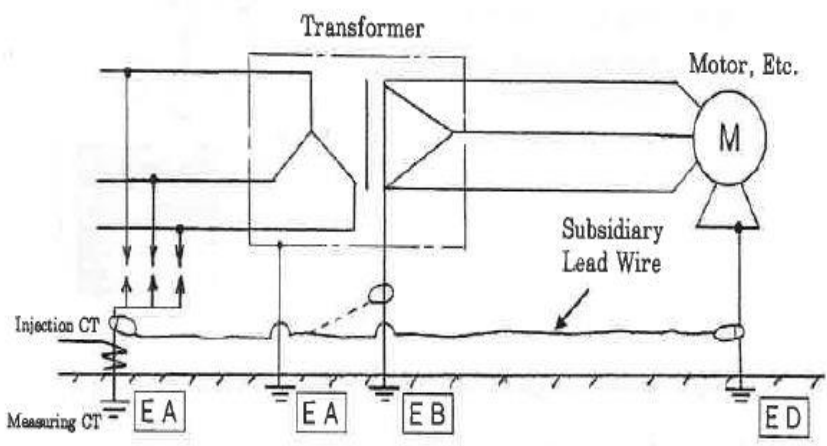 Transformer
Motor, Etc.
M
Subsidiary
Lead Wire
Injection CT
Measuring CT
EA
EA
EB
ED